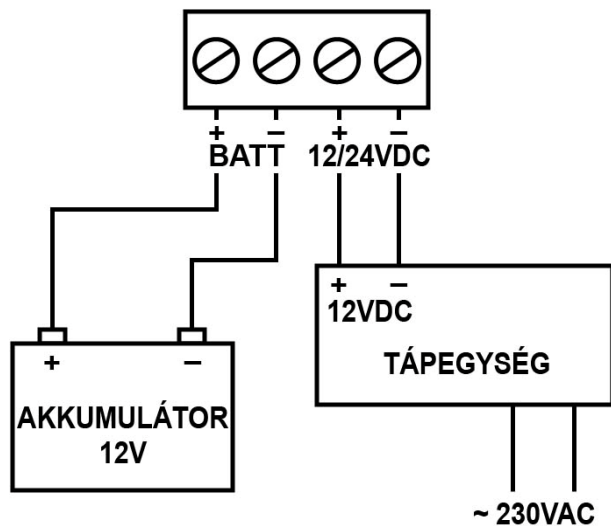 + – + –
BATT 12/24VDC
+ –
12VDC
TÁPEGYSÉG
+ –
AKKUMULÁTOR
12V
~ 230VAC